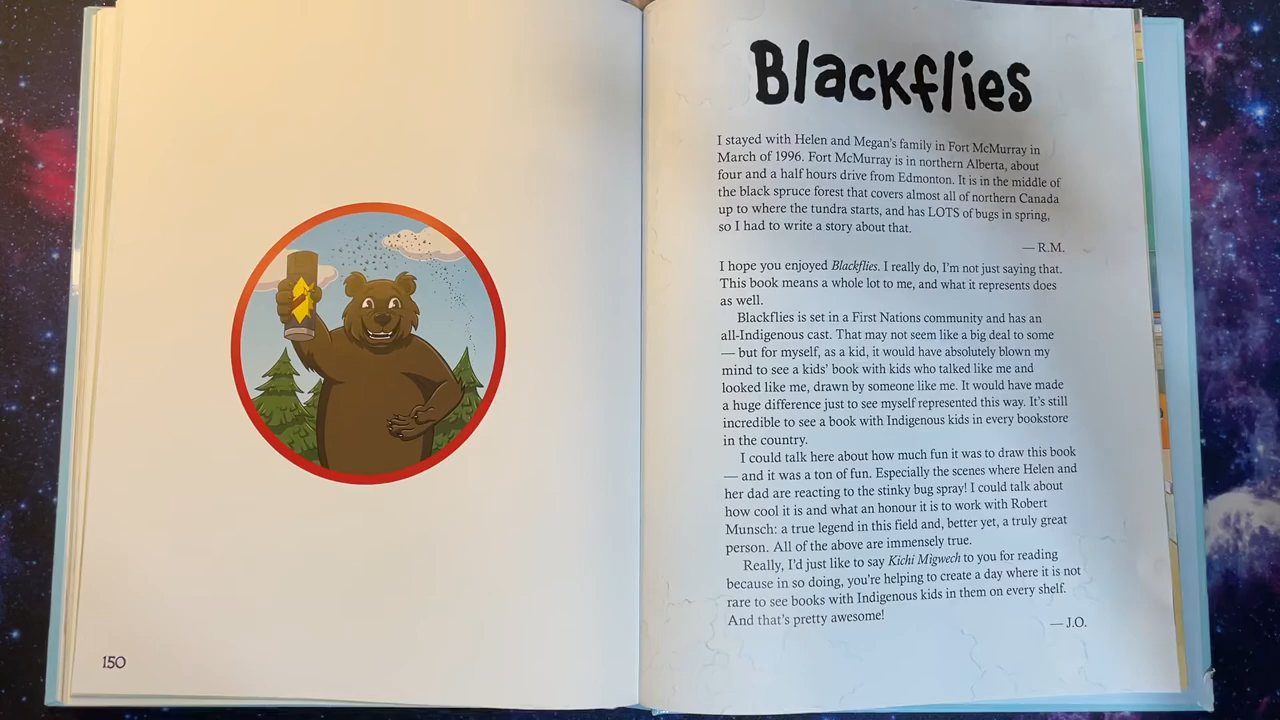 150
Blackflies
I stayed with Helen and Megan's family in Fort McMurray in
March of 1996. Fort McMurray is in northern Alberta, about
four and a half hours drive from Edmonton. It is in the middle of
the black spruce forest that covers almost all of northern Canada
up to where the tundra starts, and has LOTS of bugs in spring,
so I had to write a story about that.
— R.M.
I hope you enjoyed Blackflies. I really do, I'm not just saying that.
This book means a whole lot to me, and what it represents does
as well.
Blackflies is set in a First Nations community and has an
all-Indigenous cast. That may not seem like a big deal to some
— but for myself, as a kid, it would have absolutely blown my
mind to see a kids' book with kids who talked like me and
looked like me, drawn by someone like me. It would have made
a huge difference just to see myself represented this way. It's still
incredible to see a book with Indigenous kids in every bookstore
in the country.
I could talk here about how much fun it was to draw this book
— and it was a ton of fun. Especially the scenes where Helen and
her dad are reacting to the stinky bug spray! I could talk about
how cool it is and what an honour it is to work with Robert
Munsch: a true legend in this field and, better yet, a truly great
person. All of the above are immensely true.
Really, I'd just like to say Kichi Migwech to you for reading
because in so doing, you're helping to create a day where it is not
rare to see books with Indigenous kids in them on every shelf.
And that's pretty awesome!
— J.O.